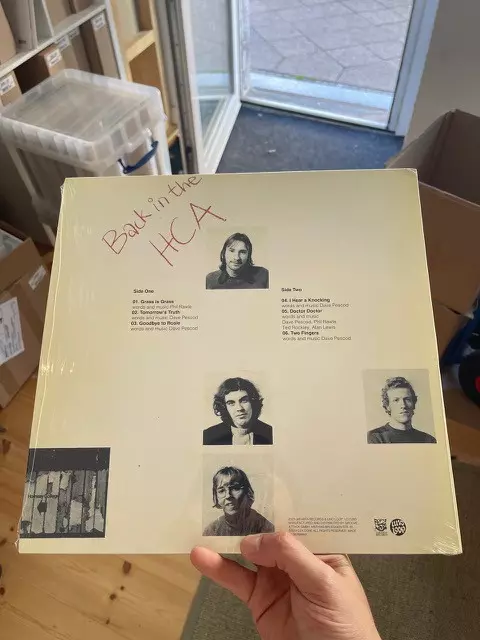 Back in the
HCA
Side One
01. Grass is Grass
words and music Phil Rawle
02. Tomorrow's Truth
words and music Dave Pescod
03. Goodbye to Rosie
words and music Dave Pescod
Side Two
04. I Hear a Knocking
words and music Dave Pescod
05. Doctor Doctor
words and music
Dave Pescod, Phil Rawle,
Ted Rockley, Alan Lewis
06. Two Fingers
words and music Dave Pescod